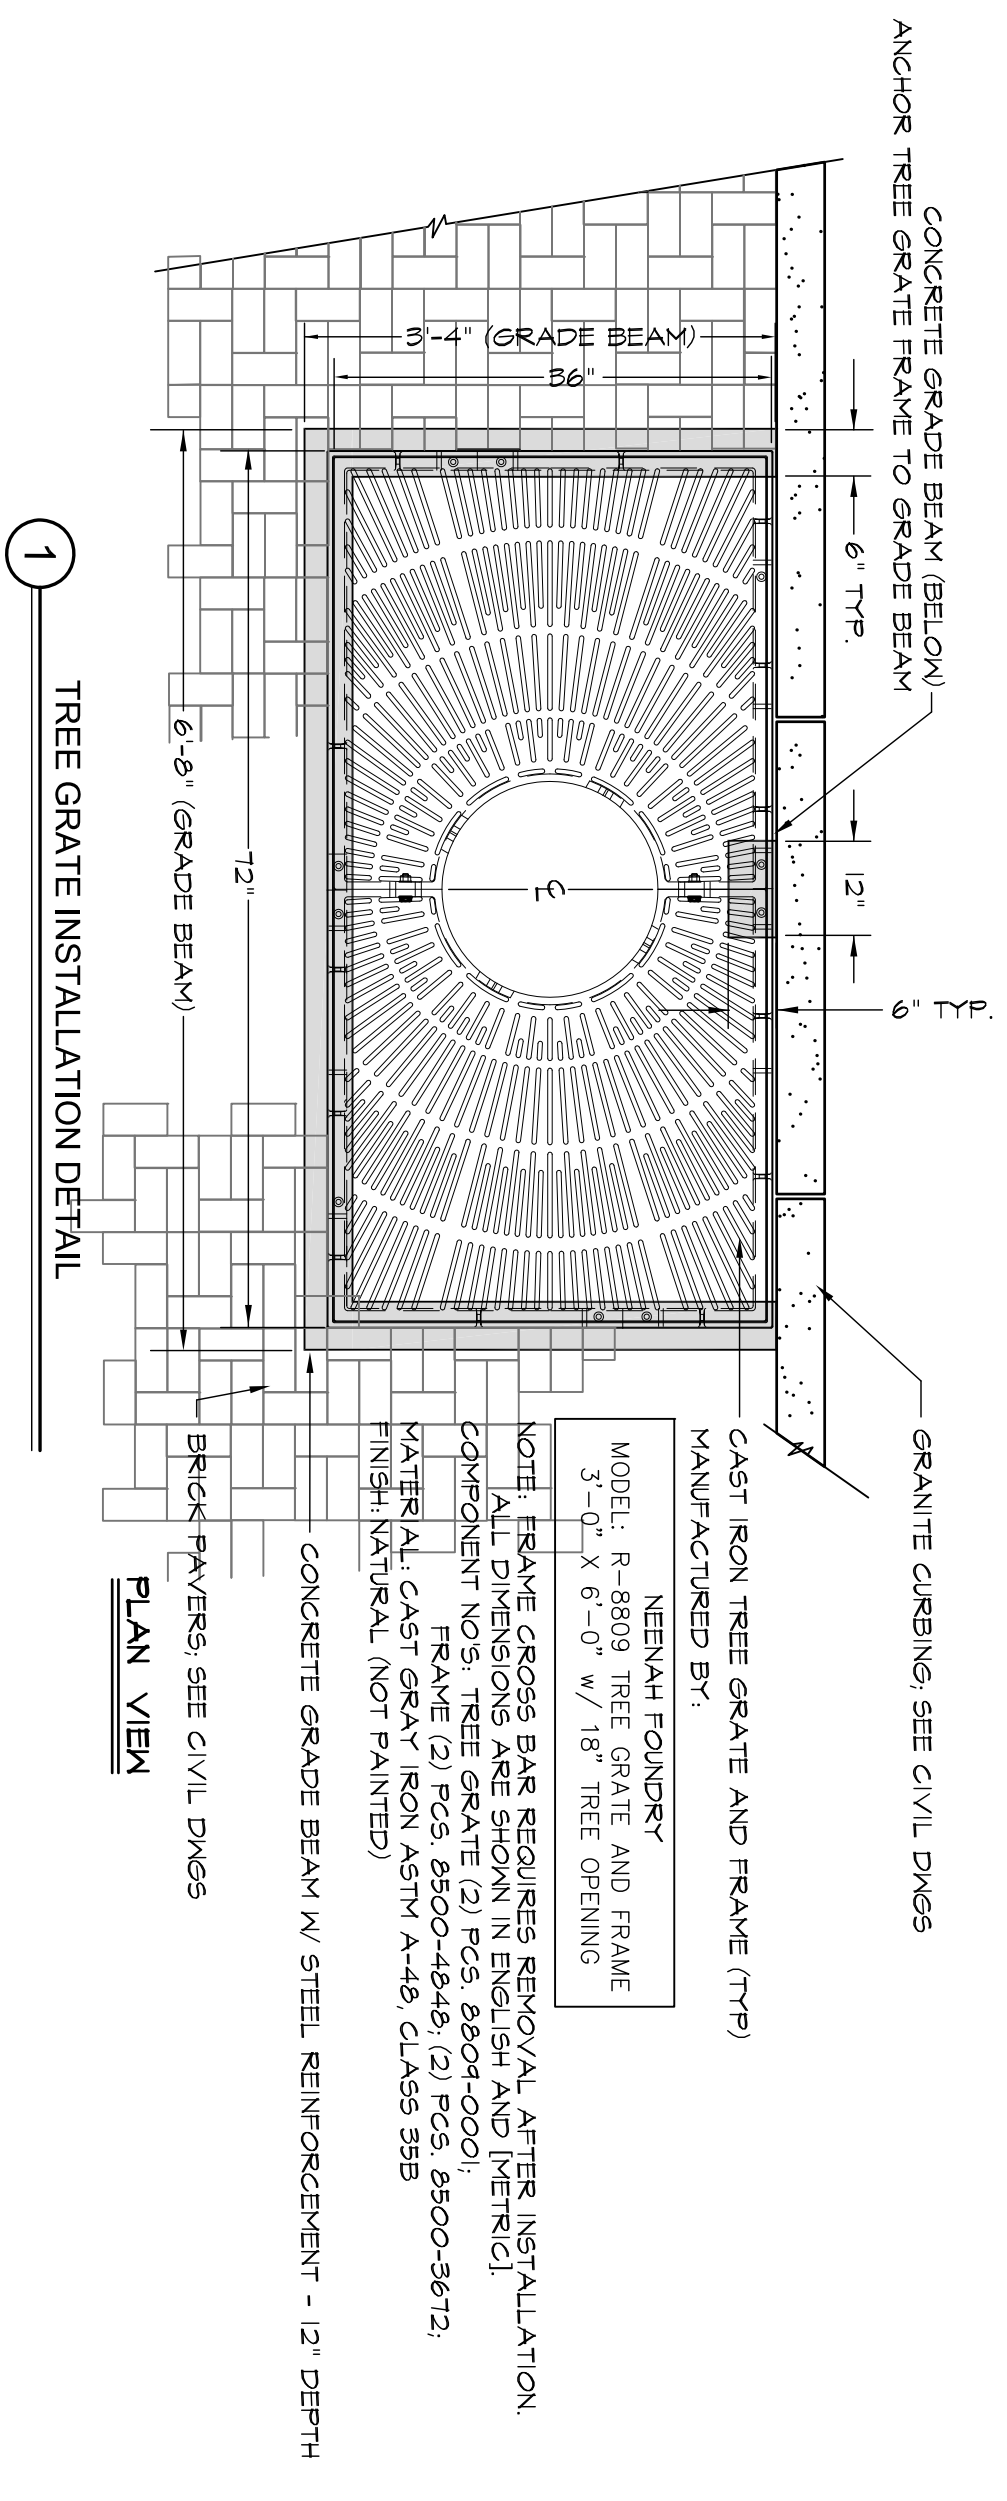 CONCRETE GRADE BEAM (BELOW)
ANCHOR TREE GRATE FRAME TO GRADE BEAM
6" TYP.
12"
6" TYP.
GRANITE CURBING; SEE CIVIL DWGS
3'-4" (GRADE BEAM)
36"
CL
CAST IRON TREE GRATE AND FRAME (TYP)
MANUFACTURED BY:
NEENAH FOUNDRY
MODEL: R-8809 TREE GRATE AND FRAME
3'-0" X 6'-0" w/ 18" TREE OPENING
NOTE: FRAME CROSS BAR REQUIRES REMOVAL AFTER INSTALLATION.
ALL DIMENSIONS ARE SHOWN IN ENGLISH AND [METRIC].
COMPONENT NO'S: TREE GRATE (2) PCS. 8809-0001;
FRAME (2) PCS. 8500-4848; (2) PCS. 8500-3672;
MATERIAL: CAST GRAY IRON ASTM A-48, CLASS 35B
FINISH: NATURAL (NOT PAINTED)
CONCRETE GRADE BEAM W/ STEEL REINFORCEMENT - 12" DEPTH
72"
6'-8" (GRADE BEAM)
BRICK PAVERS; SEE CIVIL DWGS
PLAN VIEW
1
TREE GRATE INSTALLATION DETAIL